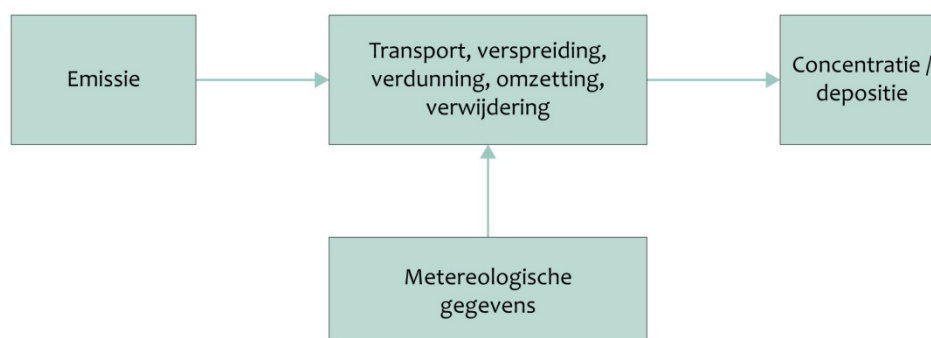 Emissie
Transport, verspreiding,
verdunning, omzetting,
verwijdering
Concentratie /
depositie
Metereologische
gegevens